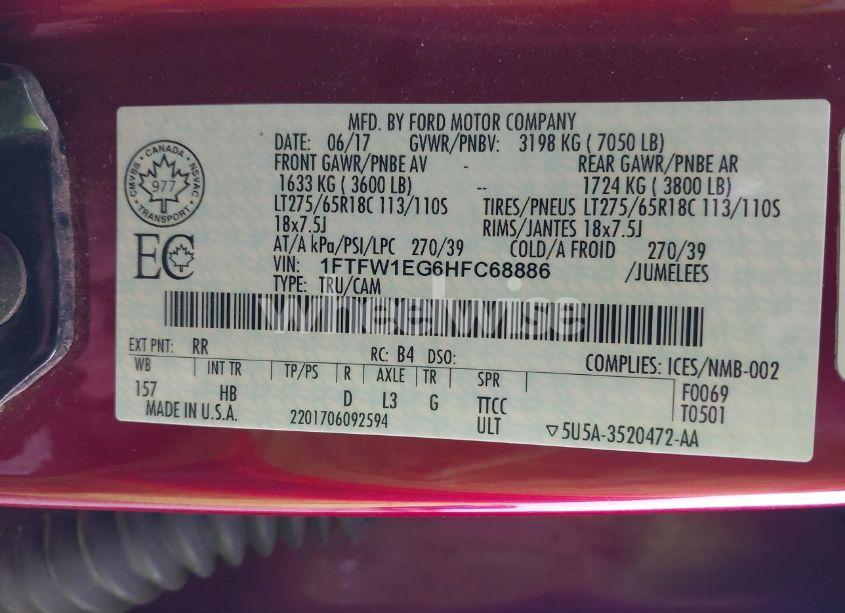 MFD. BY FORD MOTOR COMPANY
DATE: 06/17 GVWR/PNBV: 3198 KG ( 7050 LB)
FRONT GAWR/PNBE AV - REAR GAWR/PNBE AR
1633 KG ( 3600 LB) -- 1724 KG ( 3800 LB)
LT275/65R18C 113/110S TIRES/PNEUS LT275/65R18C 113/110S
18x7.5J RIMS/JANTES 18x7.5J
AT/A kPa/PSI/LPC 270/39 COLD/A FROID 270/39
VIN: 1FTFW1EG6HFC68886 /JUMELEES
TYPE: TRU/CAM
CANADA
CMVSS NSVAC
977
TRANSPORT
EC
Wheelwise
EXT PNT: RR RC: B4 DSO: COMPLIES: ICES/NMB-002
WB INT TR TP/PS R AXLE TR SPR F0069
157 HB D L3 G TTCC T0501
MADE IN U.S.A. 2201706092594 ULT ▽5U5A-3520472-AA